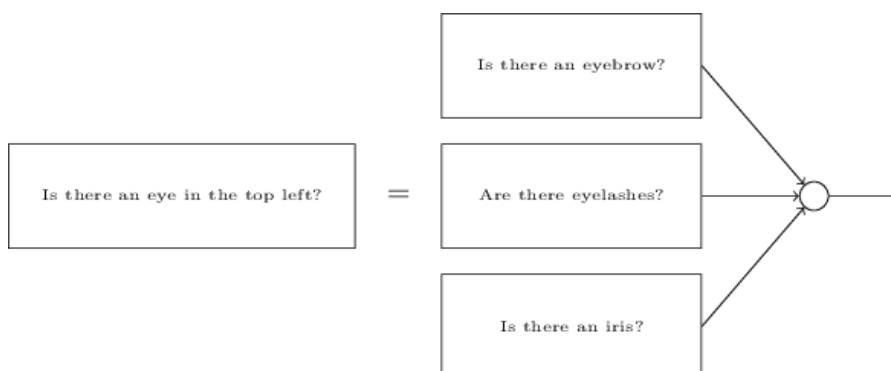 Is there an eyebrow?
Is there an eye in the top left?
=
Are there eyelashes?
Is there an iris?